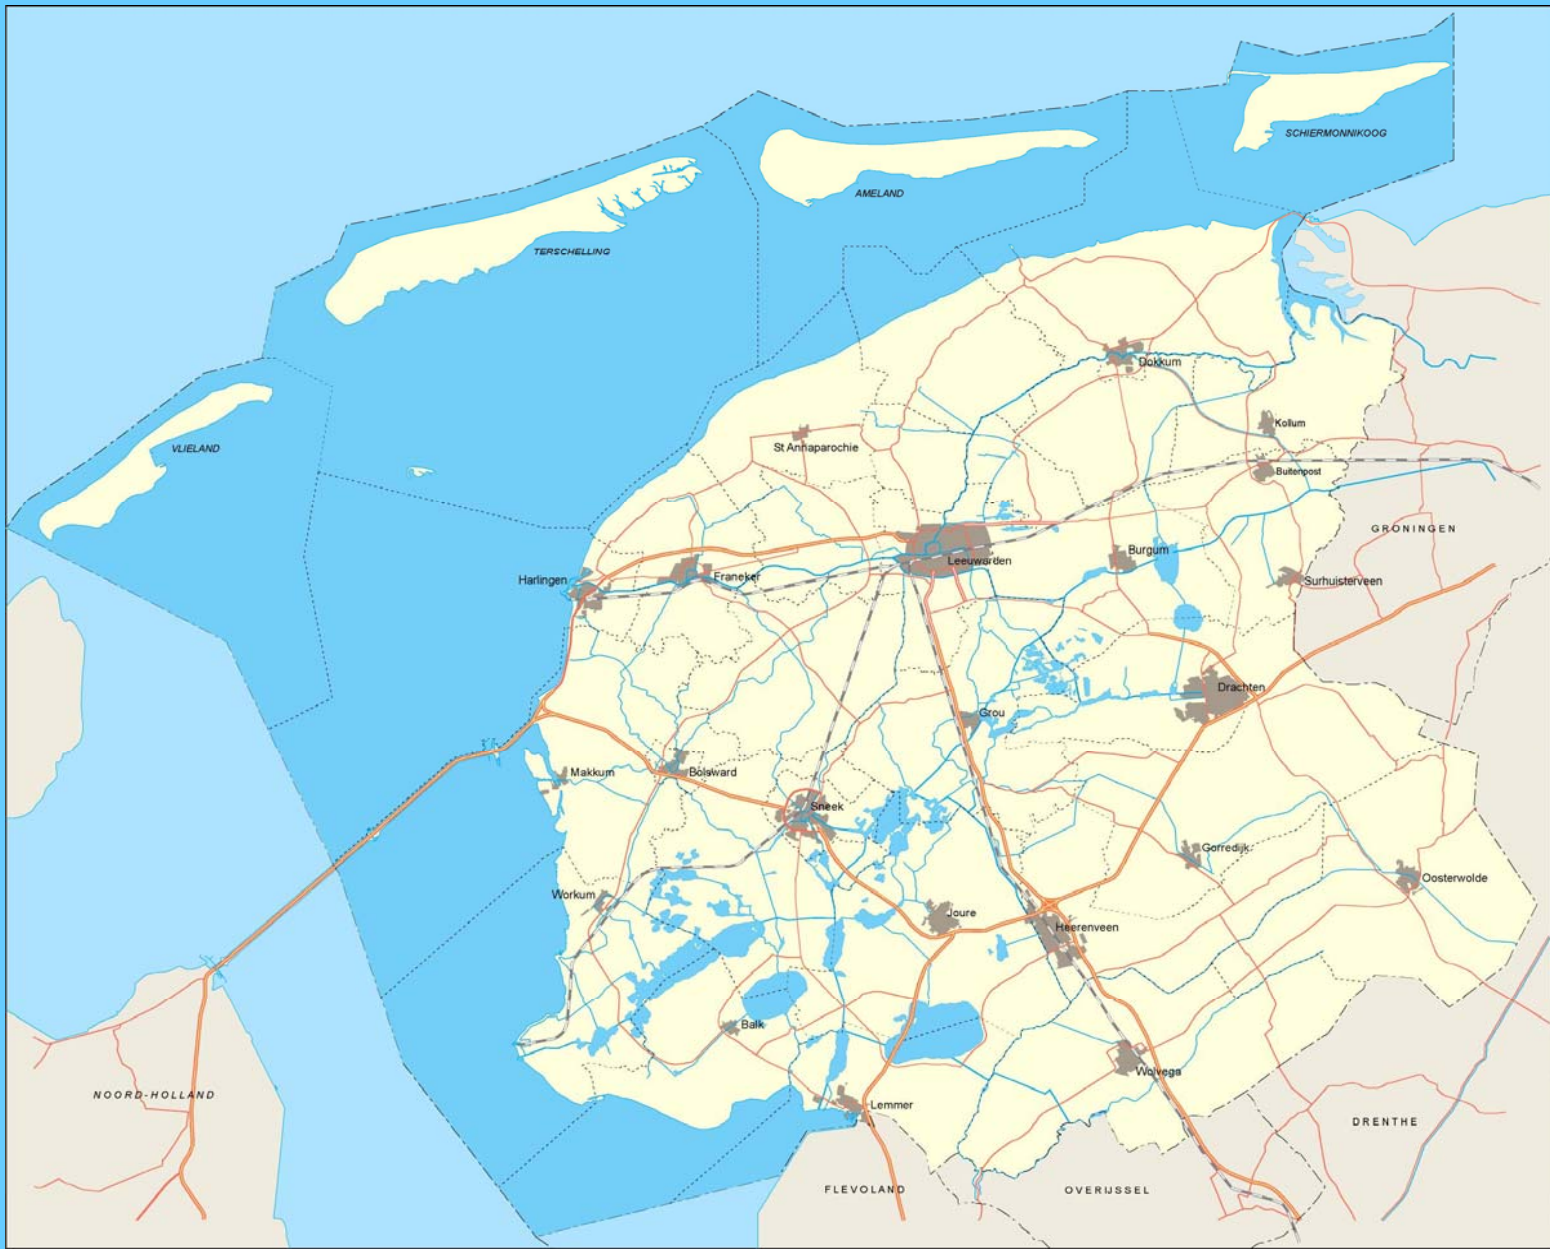 SCHIERMONNIKOOG
AMELAND
TERSCHELLING
Dokkum
Kollum
VLIELAND
St Annaparochie
Buitenpost
GRONINGEN
Burgum
Leeuwarden
Harlingen
Franeker
Surhuisterveen
Drachten
Grou
Makkum
Bolsward
Sneek
Gorredijk
Oosterwolde
Workum
Joure
Heerenveen
Balk
Wolvega
NOORD-HOLLAND
Lemmer
DRENTHE
FLEVOLAND
OVERIJSSEL